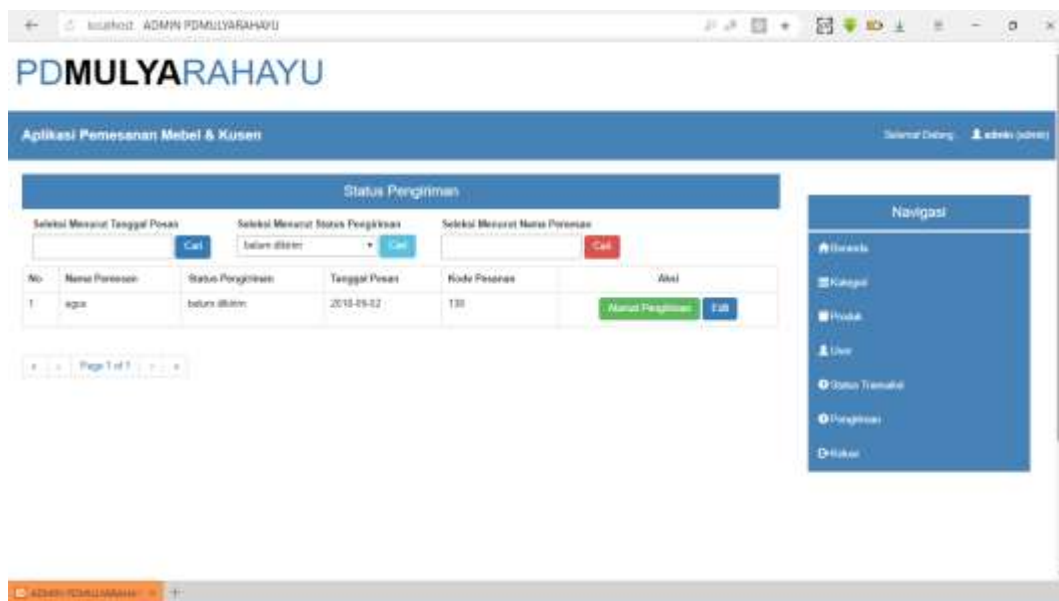 localhost ADMIN PDMULYARAHAYU
PDMULYARAHAYU
Aplikasi Pemesanan Mebel & Kusen
Selamat Datang, admin (admin)
Status Pengiriman
Seleksi Menurut Tanggal Pesan
Seleksi Menurut Status Pengiriman
Seleksi Menurut Nama Pemesan
Cari
belum dikirim
Cari
Cari
No Nama Pemesan Status Pengiriman Tanggal Pesan Kode Pesanan Aksi
1 agus belum dikirim 2018-09-02 138 Alamat Pengiriman Edit
Page 1 of 1
Navigasi
Beranda
Kategori
Produk
User
Status Transaksi
Pengiriman
Keluar
ADMIN PDMULYARAHAY